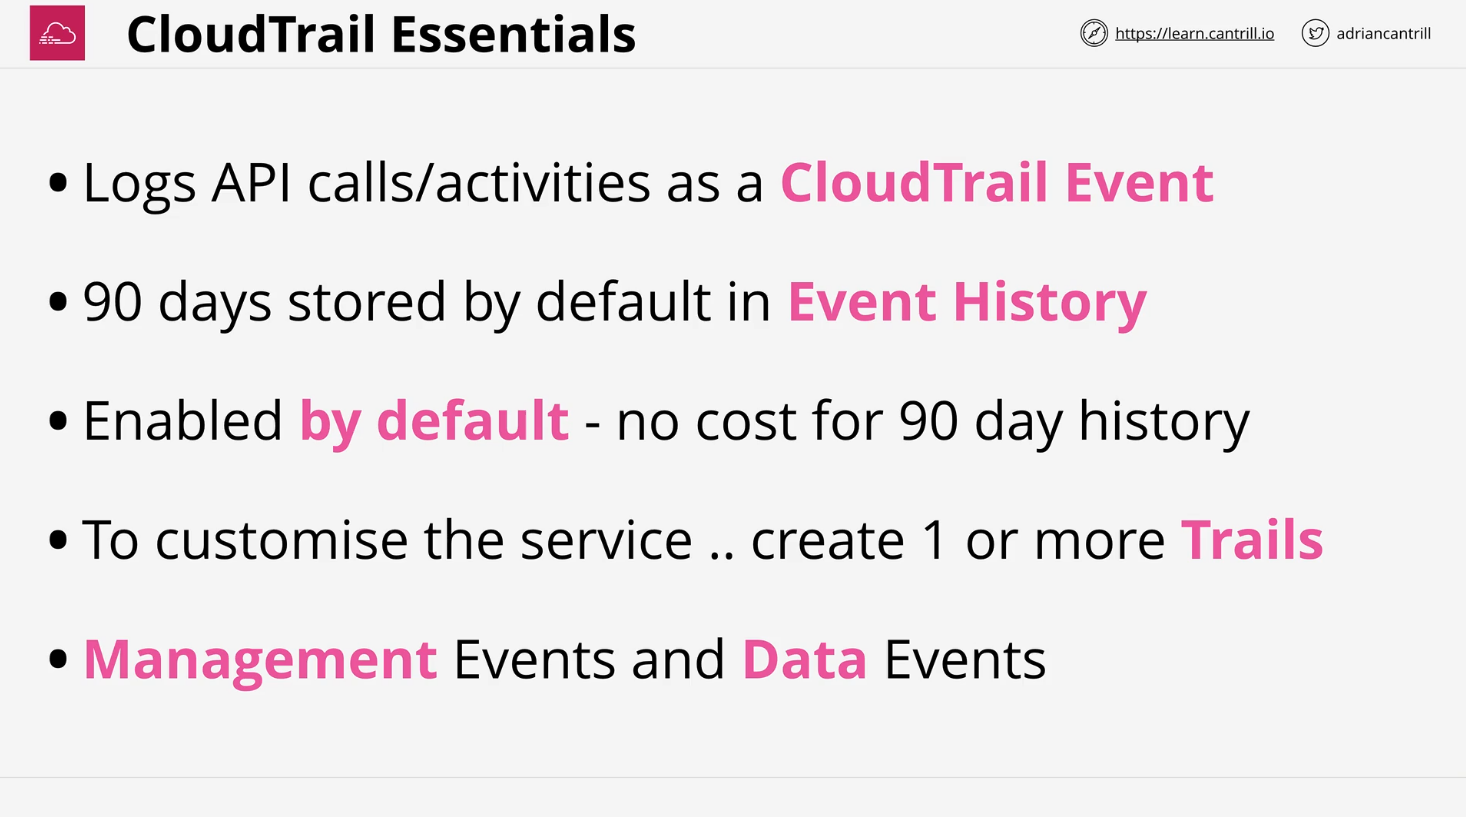 CloudTrail Essentials
https://learn.cantrill.io
adriancantrill
• Logs API calls/activities as a CloudTrail Event
• 90 days stored by default in Event History
• Enabled by default - no cost for 90 day history
• To customise the service .. create 1 or more Trails
• Management Events and Data Events